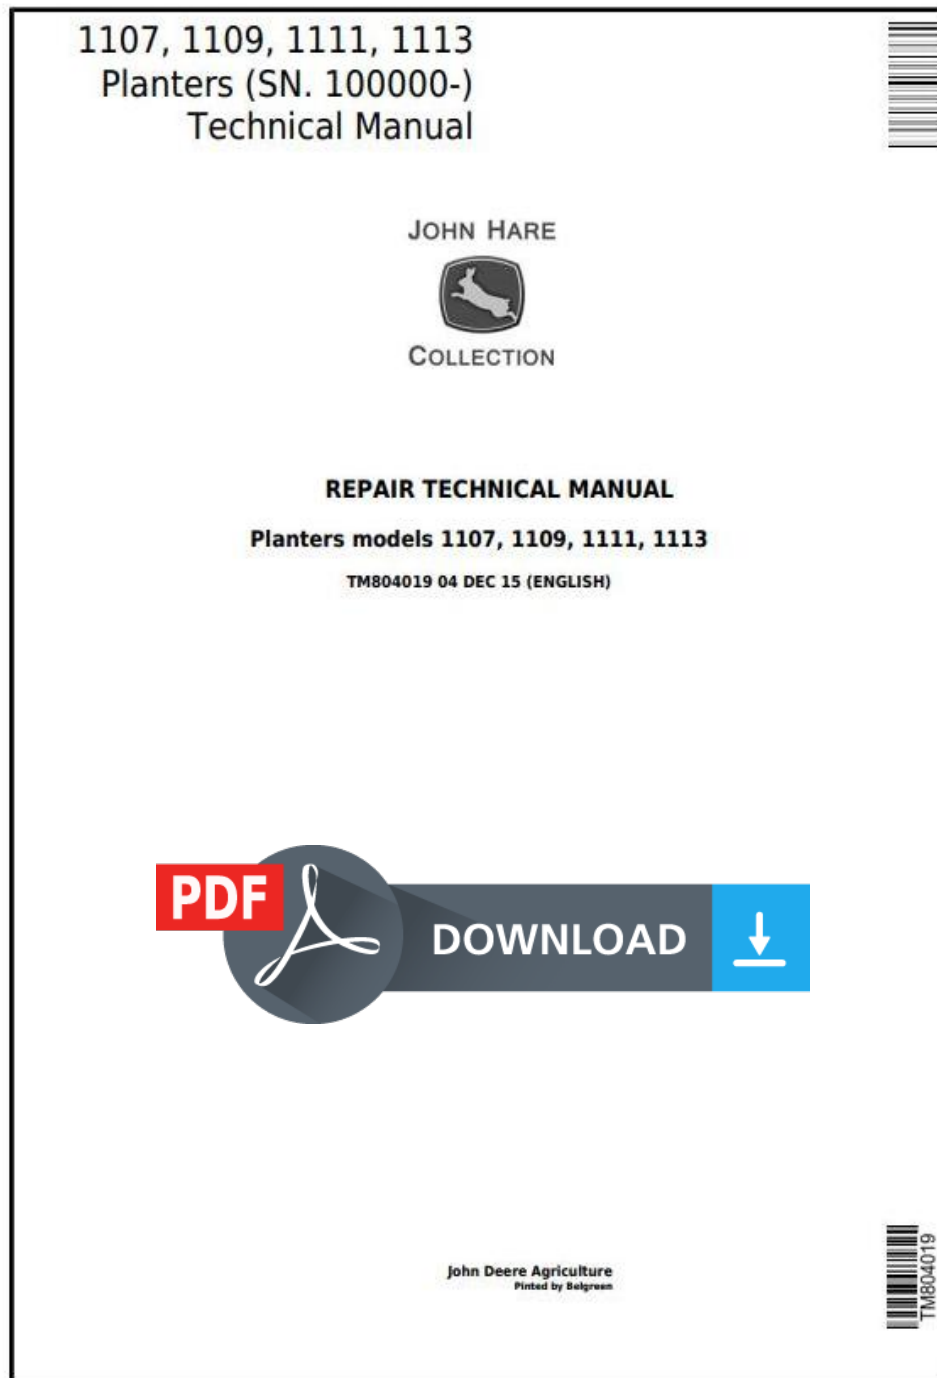 1107, 1109, 1111, 1113
Planters (SN. 100000-)
Technical Manual
JOHN HARE
COLLECTION
REPAIR TECHNICAL MANUAL
Planters models 1107, 1109, 1111, 1113
TM804019 04 DEC 15 (ENGLISH)
PDF
DOWNLOAD
John Deere Agriculture
Pinted by Belgreen
TM804019